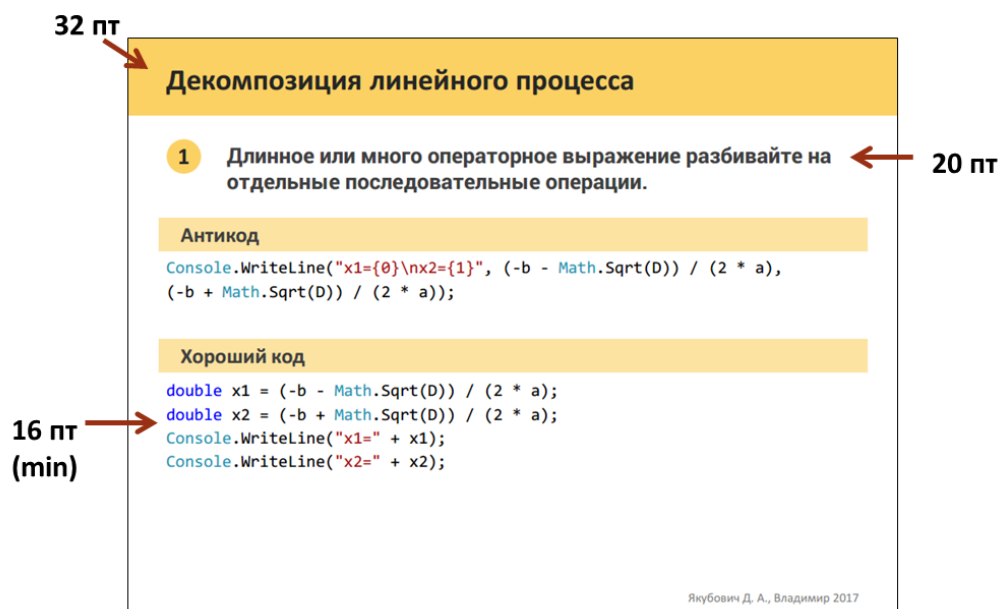 32 пт
Декомпозиция линейного процесса
1 Длинное или много операторное выражение разбивайте на
отдельные последовательные операции.
20 пт
Антикод
Console.WriteLine("x1={0}\nx2={1}", (-b - Math.Sqrt(D)) / (2 * a),
(-b + Math.Sqrt(D)) / (2 * a));
Хороший код
double x1 = (-b - Math.Sqrt(D)) / (2 * a);
double x2 = (-b + Math.Sqrt(D)) / (2 * a);
Console.WriteLine("x1=" + x1);
Console.WriteLine("x2=" + x2);
16 пт
(min)
Якубович Д. А., Владимир 2017